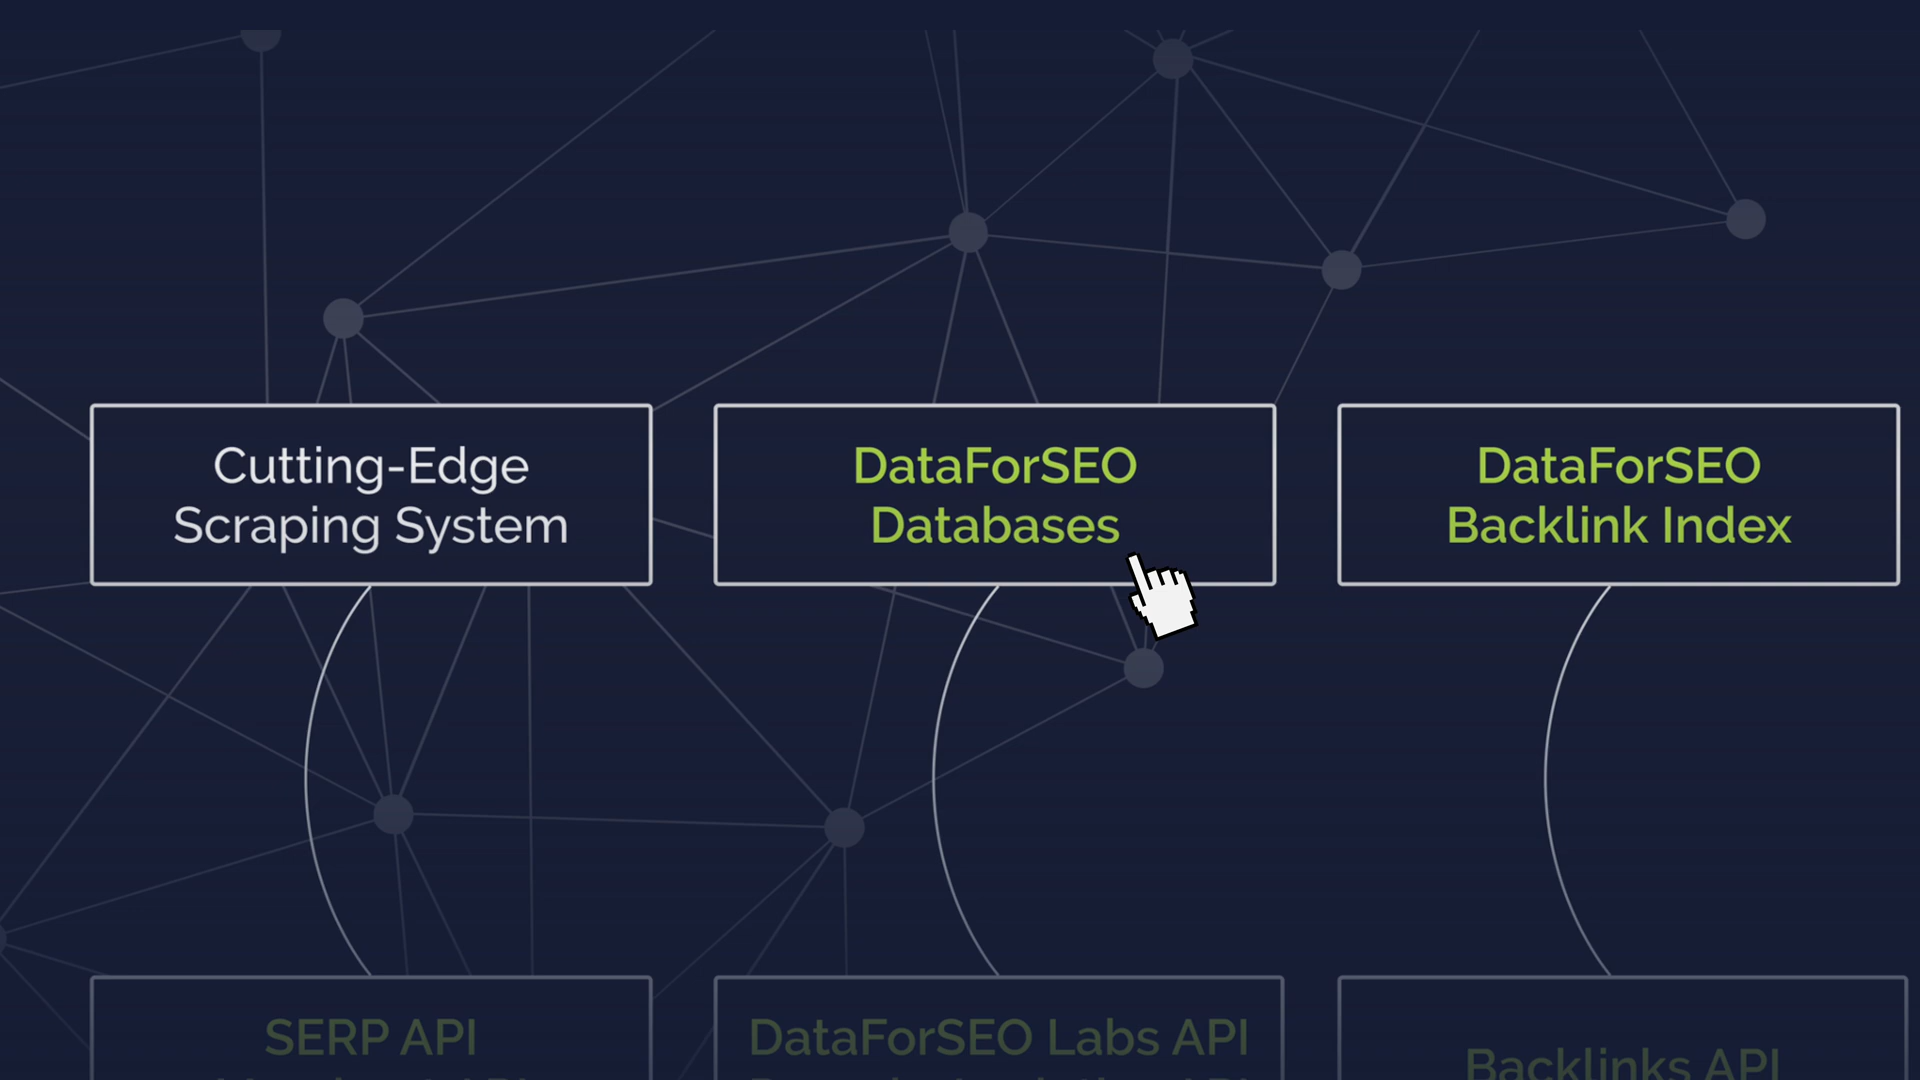 Cutting-Edge
Scraping System
DataForSEO
Databases
DataForSEO
Backlink Index
SERP API
DataForSEO Labs API
Backlinks API